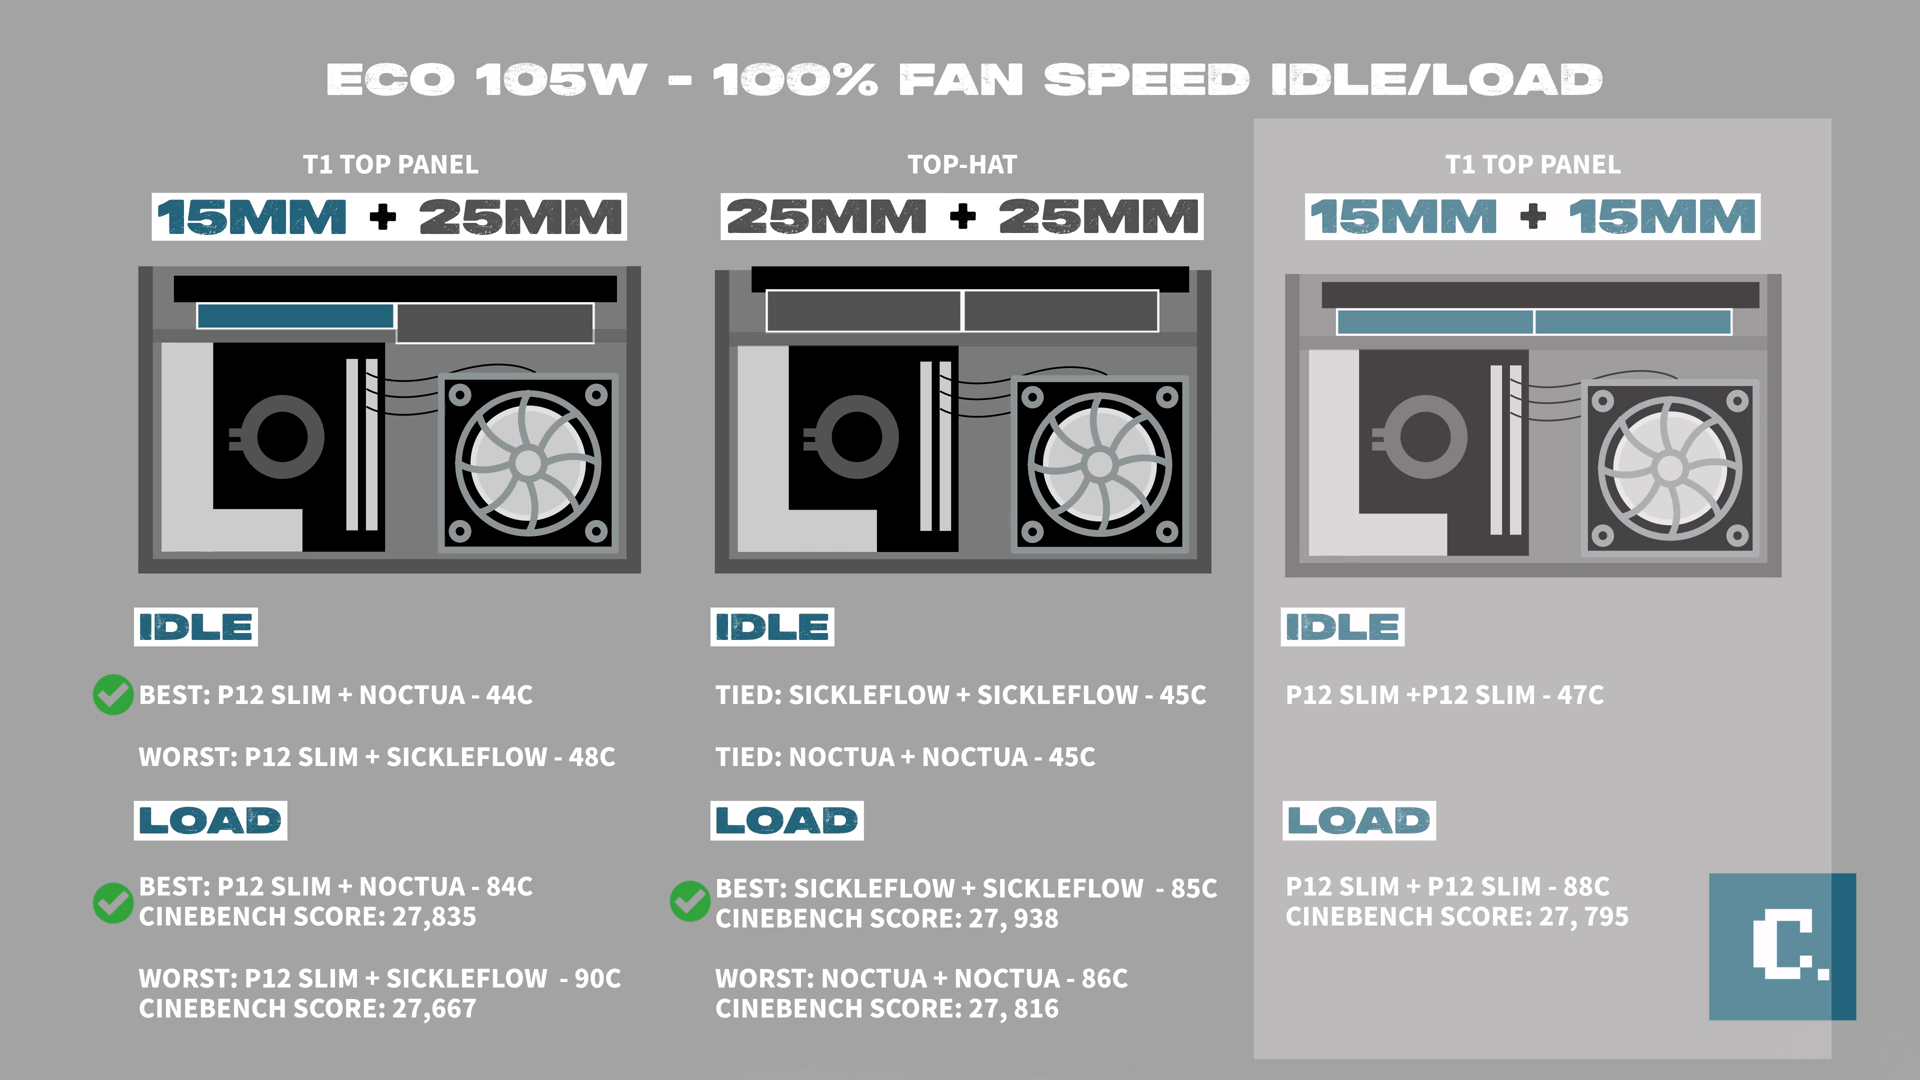 ECO 105W - 100% FAN SPEED IDLE/LOAD
T1 TOP PANEL
15MM + 25MM
IDLE
BEST: P12 SLIM + NOCTUA - 44C
WORST: P12 SLIM + SICKLEFLOW - 48C
LOAD
BEST: P12 SLIM + NOCTUA - 84C
CINEBENCH SCORE: 27,835
WORST: P12 SLIM + SICKLEFLOW  - 90C
CINEBENCH SCORE: 27,667
TOP-HAT
25MM + 25MM
IDLE
TIED: SICKLEFLOW + SICKLEFLOW - 45C
TIED: NOCTUA + NOCTUA - 45C
LOAD
BEST: SICKLEFLOW + SICKLEFLOW  - 85C
CINEBENCH SCORE: 27, 938
WORST: NOCTUA + NOCTUA - 86C
CINEBENCH SCORE: 27, 816
T1 TOP PANEL
15MM + 15MM
IDLE
P12 SLIM +P12 SLIM - 47C
LOAD
P12 SLIM + P12 SLIM - 88C
CINEBENCH SCORE: 27, 795
C.